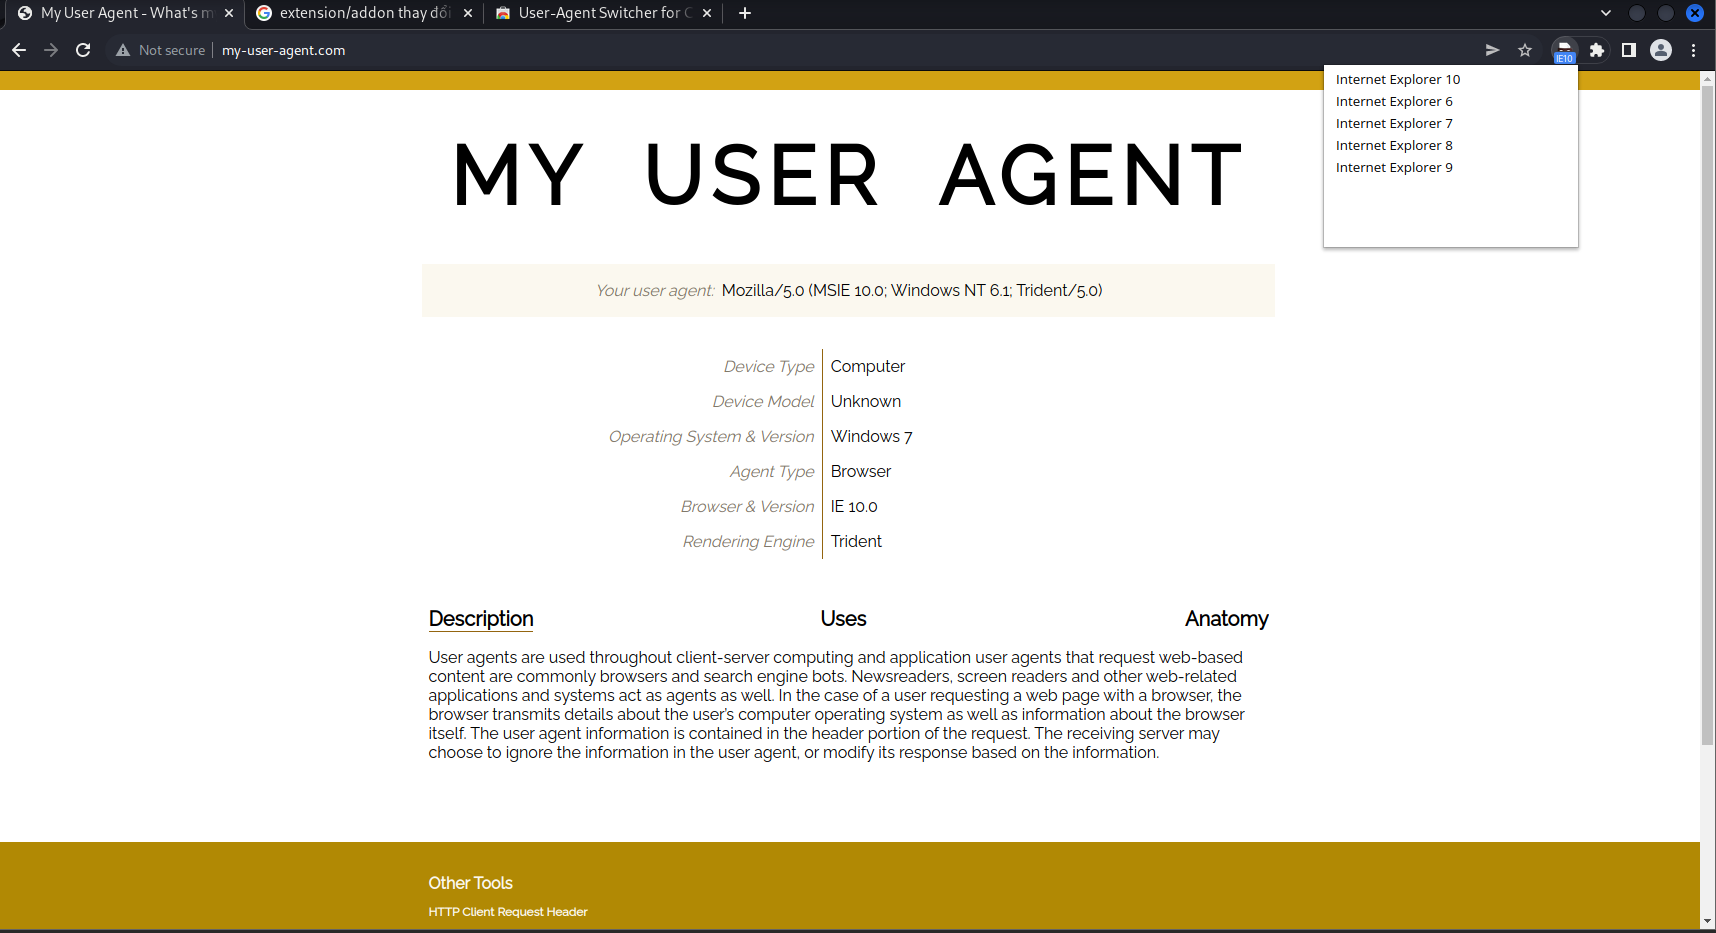 My User Agent - What's m
extension/addon thay đổi
User-Agent Switcher for C
Not secure
my-user-agent.com
IE10
Internet Explorer 10
Internet Explorer 6
Internet Explorer 7
Internet Explorer 8
Internet Explorer 9
MY USER AGENT
Your user agent: Mozilla/5.0 (MSIE 10.0; Windows NT 6.1; Trident/5.0)
Device Type Computer
Device Model Unknown
Operating System & Version Windows 7
Agent Type Browser
Browser & Version IE 10.0
Rendering Engine Trident
Description Uses Anatomy
User agents are used throughout client-server computing and application user agents that request web-based
content are commonly browsers and search engine bots. Newsreaders, screen readers and other web-related
applications and systems act as agents as well. In the case of a user requesting a web page with a browser, the
browser transmits details about the user's computer operating system as well as information about the browser
itself. The user agent information is contained in the header portion of the request. The receiving server may
choose to ignore the information in the user agent, or modify its response based on the information.
Other Tools
HTTP Client Request Header